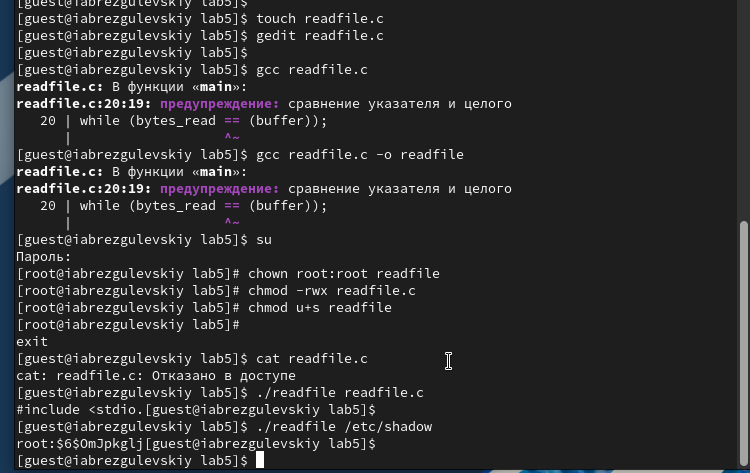 [guest@iabrezgulevskiy lab5]$
[guest@iabrezgulevskiy lab5]$ touch readfile.c
[guest@iabrezgulevskiy lab5]$ gedit readfile.c
[guest@iabrezgulevskiy lab5]$
[guest@iabrezgulevskiy lab5]$ gcc readfile.c
readfile.c: В функции «main»:
readfile.c:20:19: предупреждение: сравнение указателя и целого
   20 | while (bytes_read == (buffer));
      |                   ^~
[guest@iabrezgulevskiy lab5]$ gcc readfile.c -o readfile
readfile.c: В функции «main»:
readfile.c:20:19: предупреждение: сравнение указателя и целого
   20 | while (bytes_read == (buffer));
      |                   ^~
[guest@iabrezgulevskiy lab5]$ su
Пароль:
[root@iabrezgulevskiy lab5]# chown root:root readfile
[root@iabrezgulevskiy lab5]# chmod -rwx readfile.c
[root@iabrezgulevskiy lab5]# chmod u+s readfile
[root@iabrezgulevskiy lab5]#
exit
[guest@iabrezgulevskiy lab5]$ cat readfile.c
cat: readfile.c: Отказано в доступе
[guest@iabrezgulevskiy lab5]$ ./readfile readfile.c
#include <stdio.[guest@iabrezgulevskiy lab5]$
[guest@iabrezgulevskiy lab5]$ ./readfile /etc/shadow
root:$6$OmJpkglj[guest@iabrezgulevskiy lab5]$
[guest@iabrezgulevskiy lab5]$